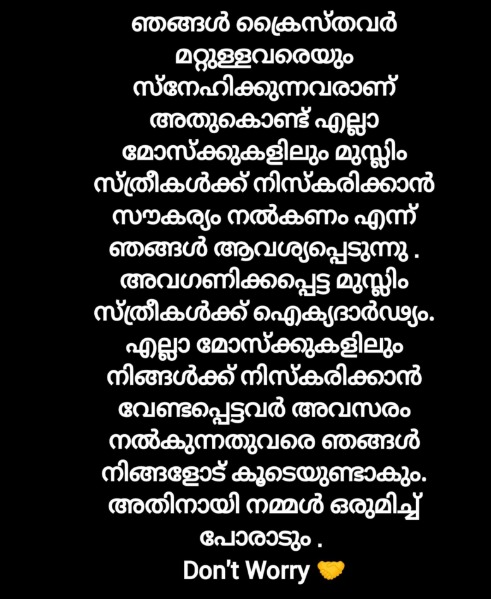 ഞങ്ങൾ ക്രൈസ്തവർ
മറ്റുള്ളവരെയും
സ്നേഹിക്കുന്നവരാണ്
അതുകൊണ്ട് എല്ലാ
മോസ്ക്കുകളിലും മുസ്ലിം
സ്ത്രീകൾക്ക് നിസ്കരിക്കാൻ
സൗകര്യം നൽകണം എന്ന്
ഞങ്ങൾ ആവശ്യപ്പെടുന്നു .
അവഗണിക്കപ്പെട്ട മുസ്ലിം
സ്ത്രീകൾക്ക് ഐക്യദാർഢ്യം.
എല്ലാ മോസ്ക്കുകളിലും
നിങ്ങൾക്ക് നിസ്കരിക്കാൻ
വേണ്ടപ്പെട്ടവർ അവസരം
നൽകുന്നതുവരെ ഞങ്ങൾ
നിങ്ങളോട് കൂടെയുണ്ടാകും.
അതിനായി നമ്മൾ ഒരുമിച്ച്
പോരാടും .
Don't Worry 🤝